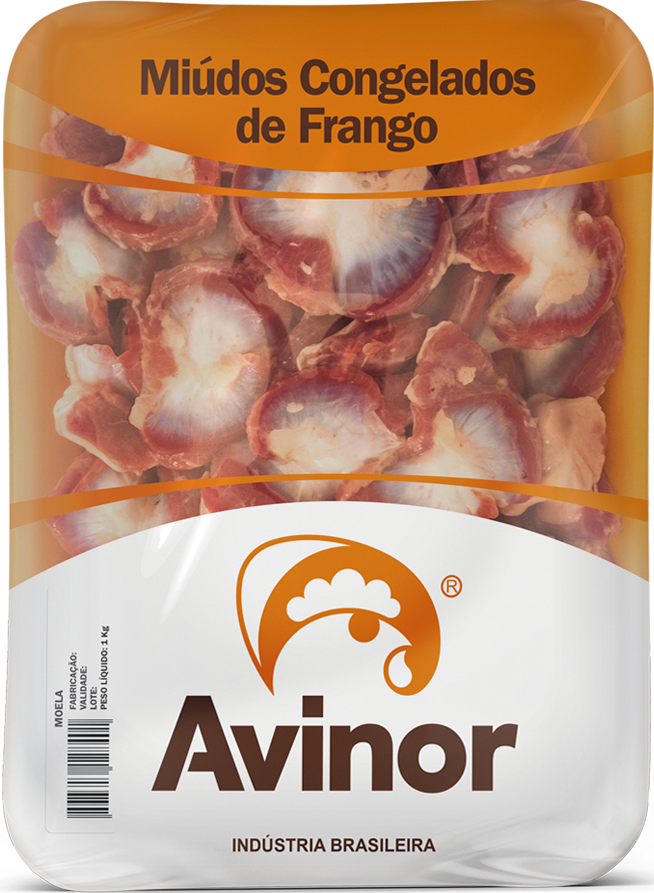 Miúdos Congelados
de Frango
®
Avinor
INDÚSTRIA BRASILEIRA
MOELA
FABRICAÇÃO:
VALIDADE:
LOTE:
PESO LÍQUIDO: 1 Kg